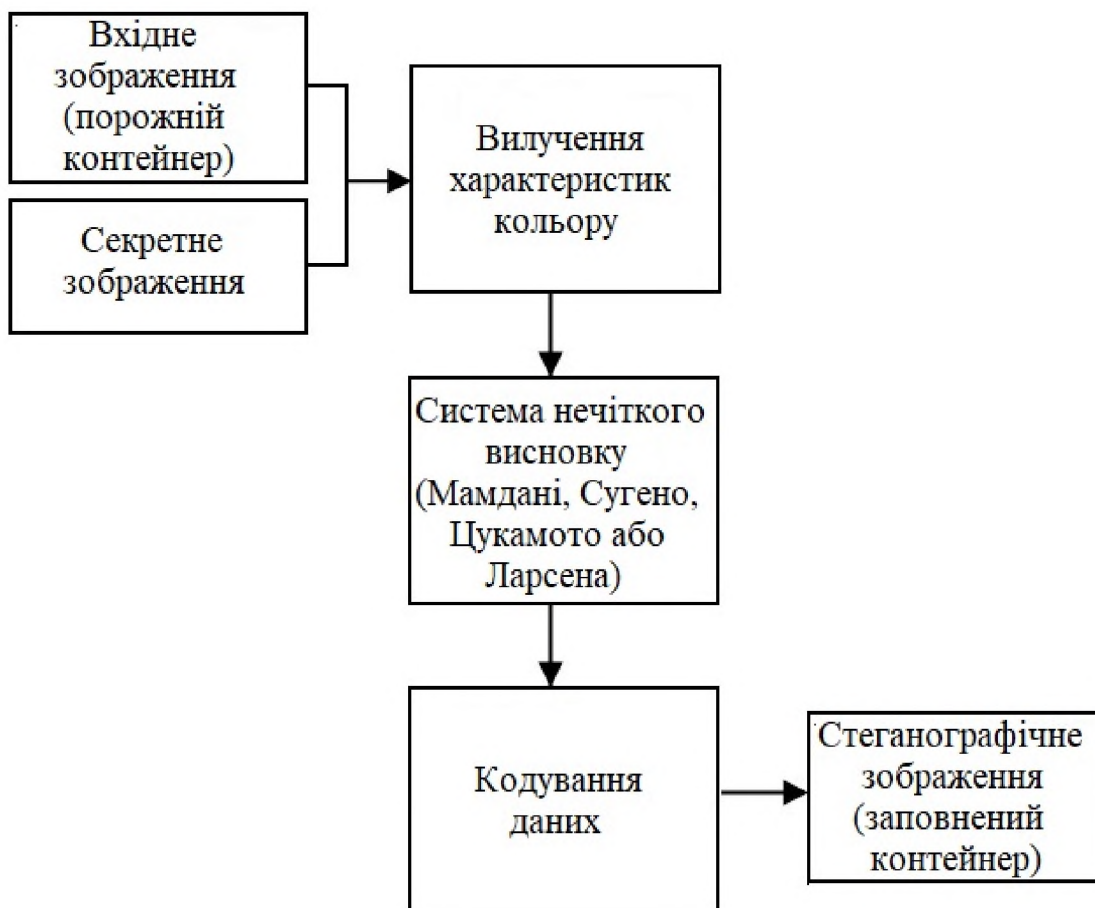 Вхідне
зображення
(порожній
контейнер)
Секретне
зображення
Вилучення
характеристик
кольору
Система нечіткого
висновку
(Мамдані, Сугено,
Цукамото або
Ларсена)
Кодування
даних
Стеганографічне
зображення
(заповнений
контейнер)